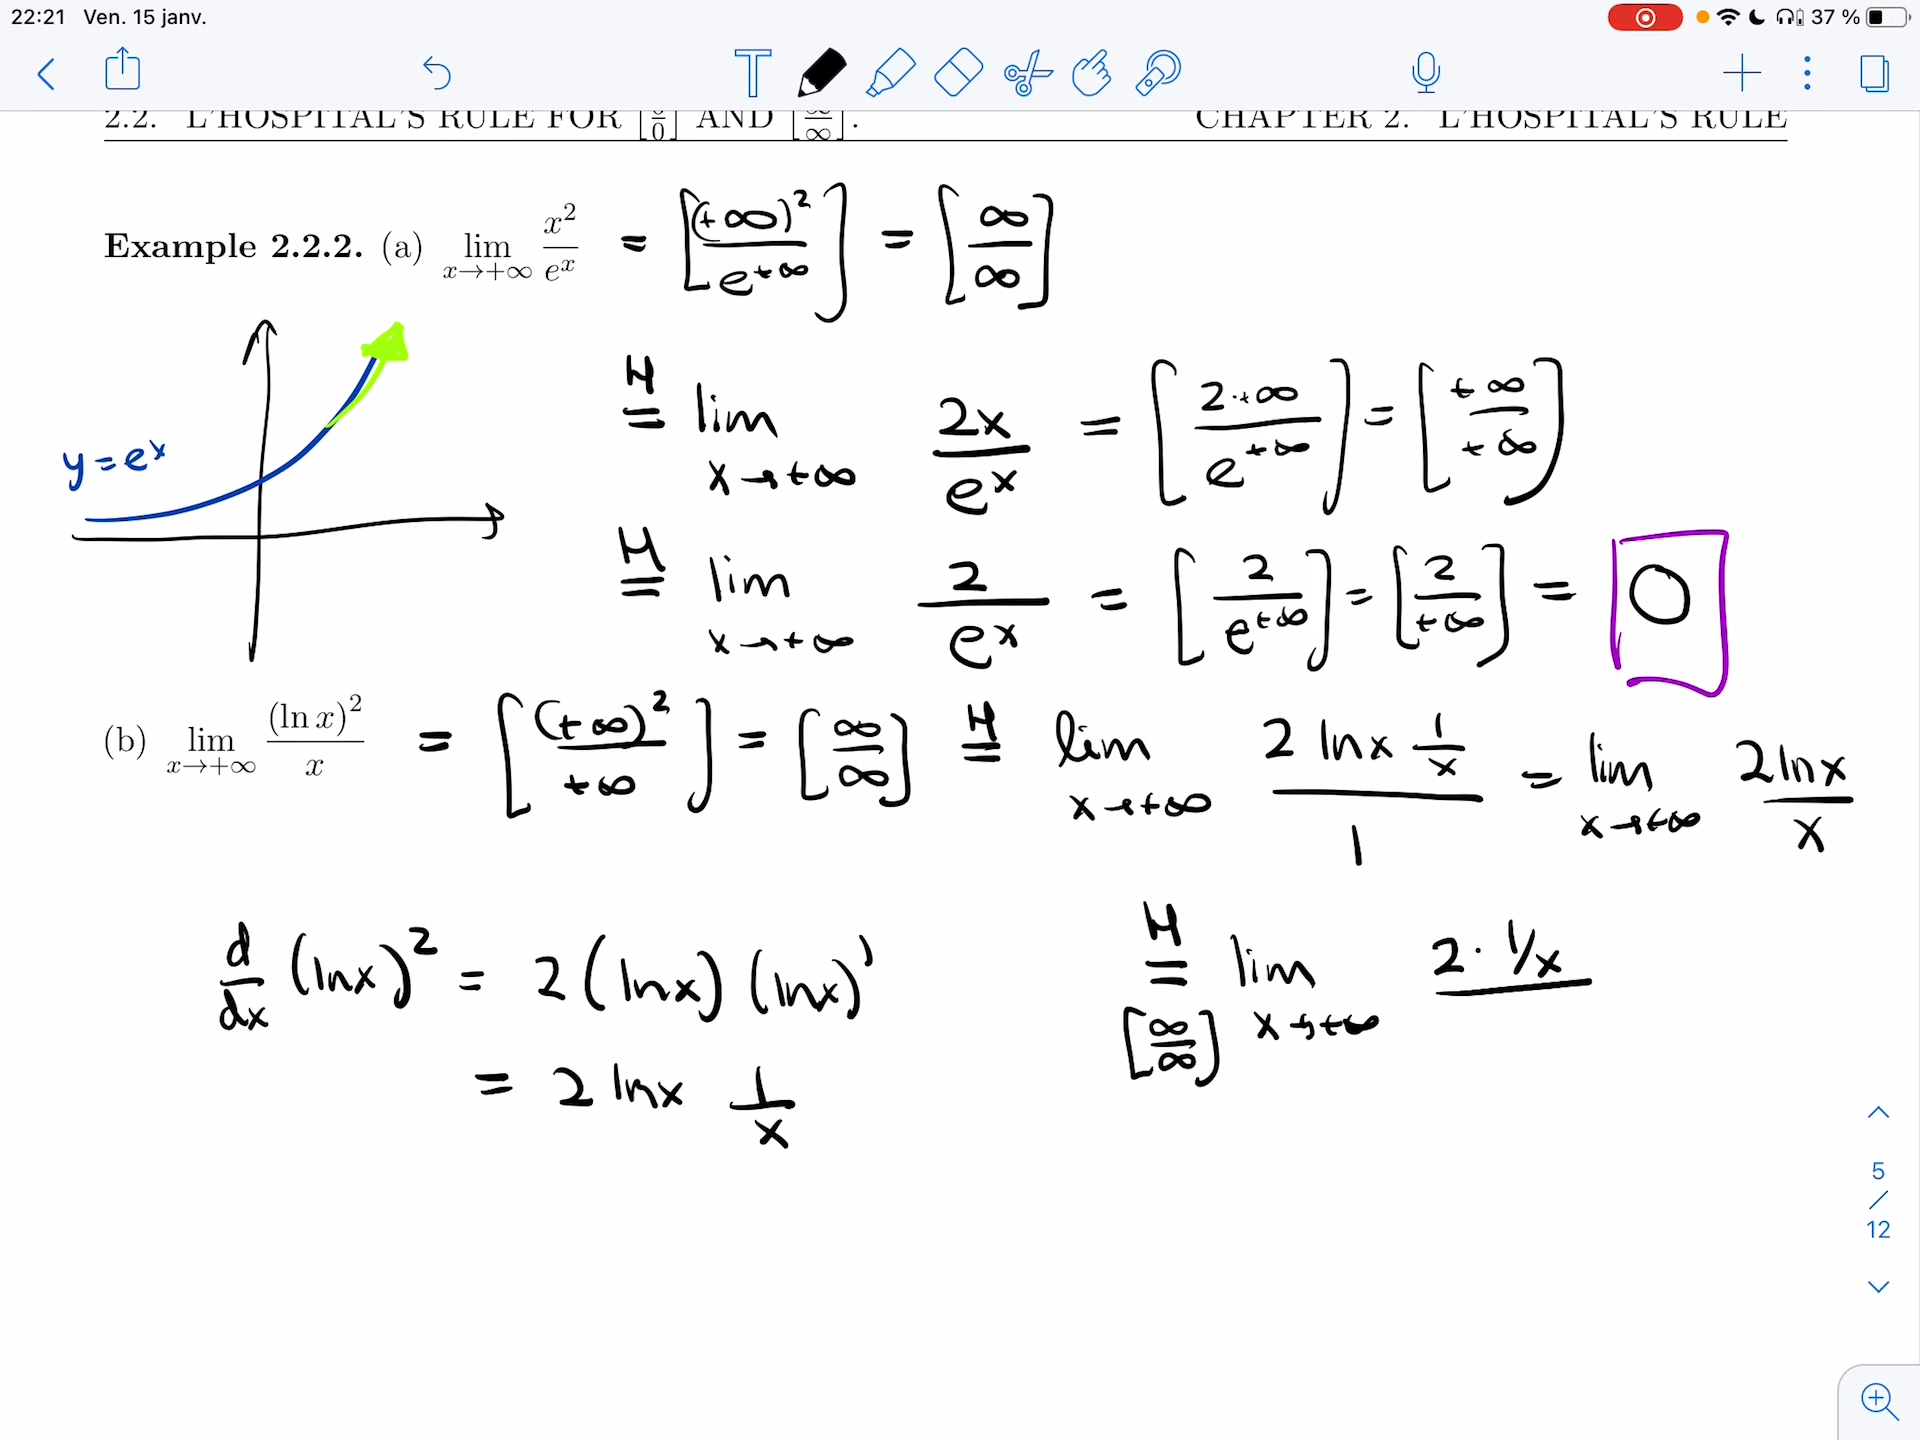 22:21 Ven. 15 janv. 37 %
2.2. L'HOSPITAL'S RULE FOR [0/0] AND [∞/∞]. CHAPTER 2. L'HOSPITAL'S RULE
Example 2.2.2. (a) lim x→+∞ x²/eˣ = [(+∞)²/e^{+∞}] = [∞/∞]
H= lim x→+∞ 2x/eˣ = [2·+∞/e^{+∞}] = [+∞/+∞]
y=eˣ
H= lim x→+∞ 2/eˣ = [2/e^{+∞}] = [2/+∞] = 0
(b) lim x→+∞ (ln x)²/x = [(+∞)²/+∞] = [∞/∞] H= lim x→+∞ 2 lnx 1/x / 1 = lim x→+∞ 2lnx/x
d/dx (lnx)² = 2(lnx)(lnx)'
H= [∞/∞] lim x→+∞ 2·1/x
= 2 lnx 1/x
5
/
12